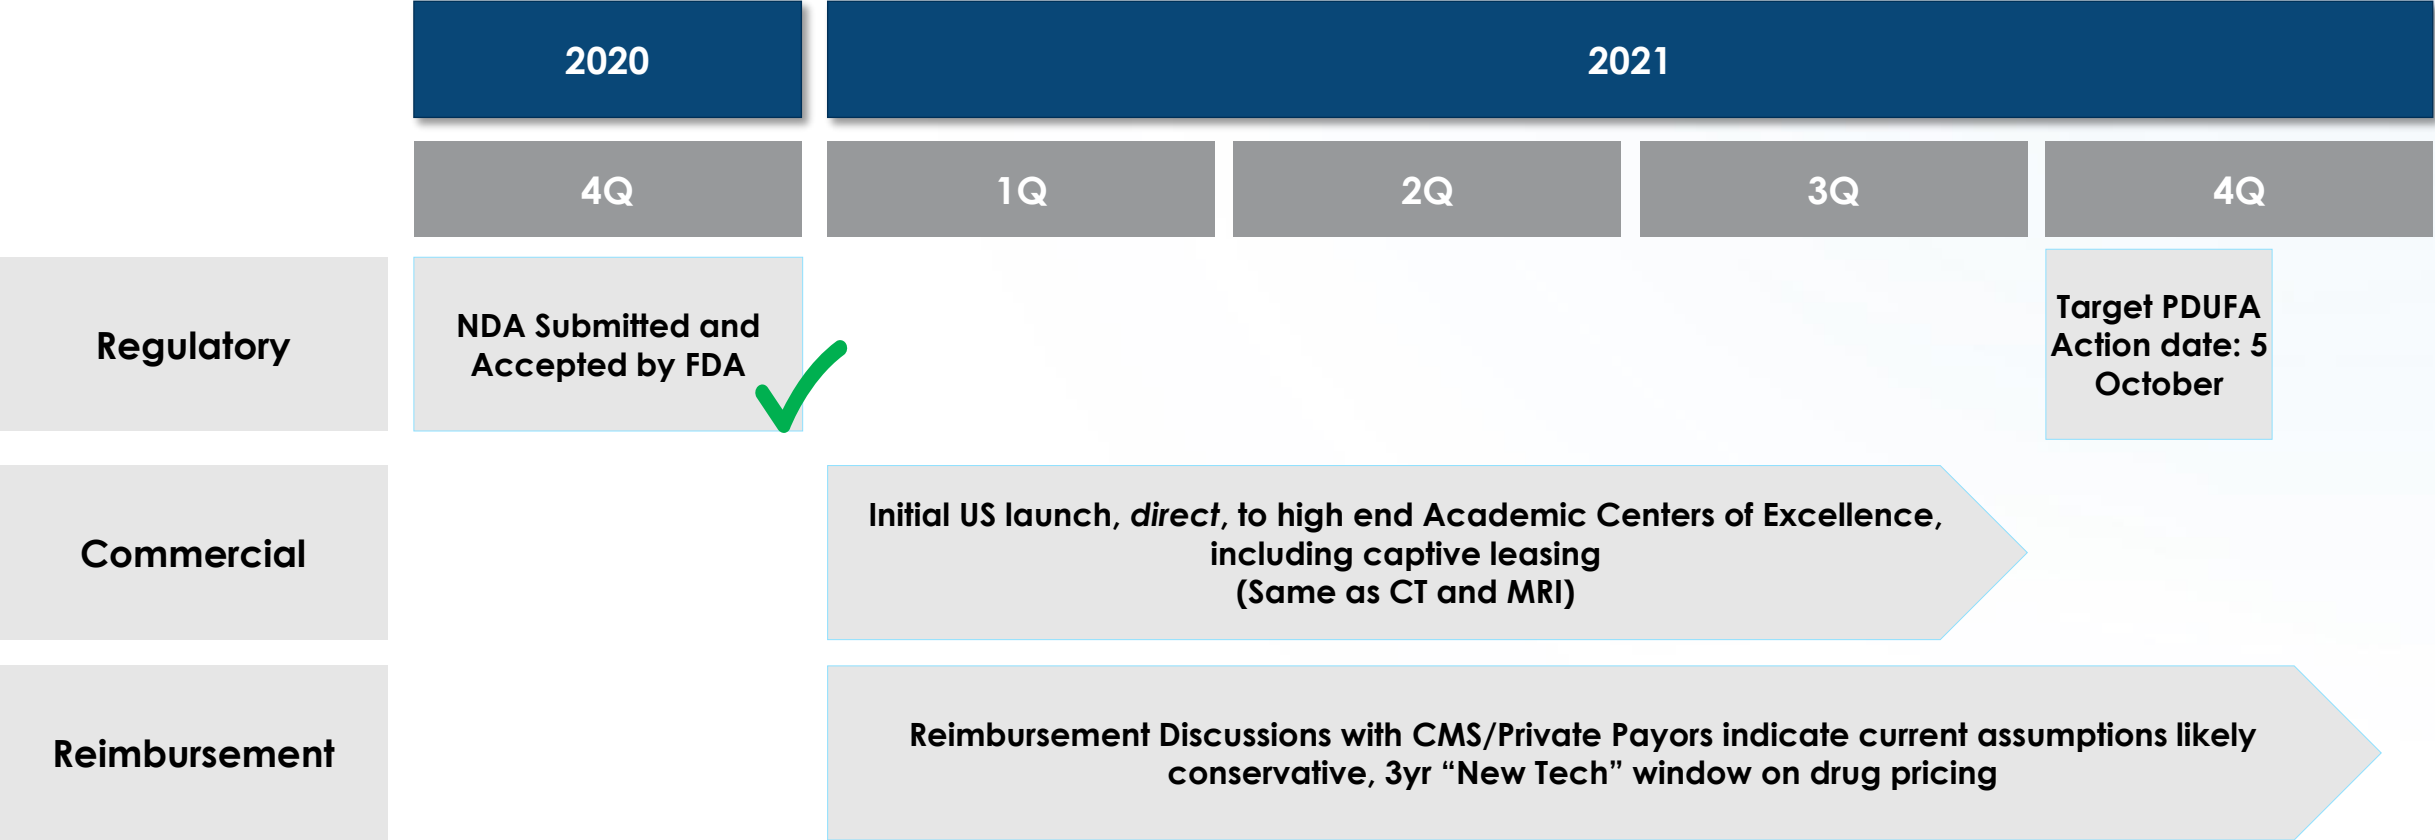 2020
2021
4Q
1Q
2Q
3Q
4Q
Regulatory
NDA Submitted and
Accepted by FDA
Target PDUFA
Action date: 5
October
Commercial
Initial US launch, direct, to high end Academic Centers of Excellence,
including captive leasing
(Same as CT and MRI)
Reimbursement
Reimbursement Discussions with CMS/Private Payors indicate current assumptions likely
conservative, 3yr “New Tech” window on drug pricing